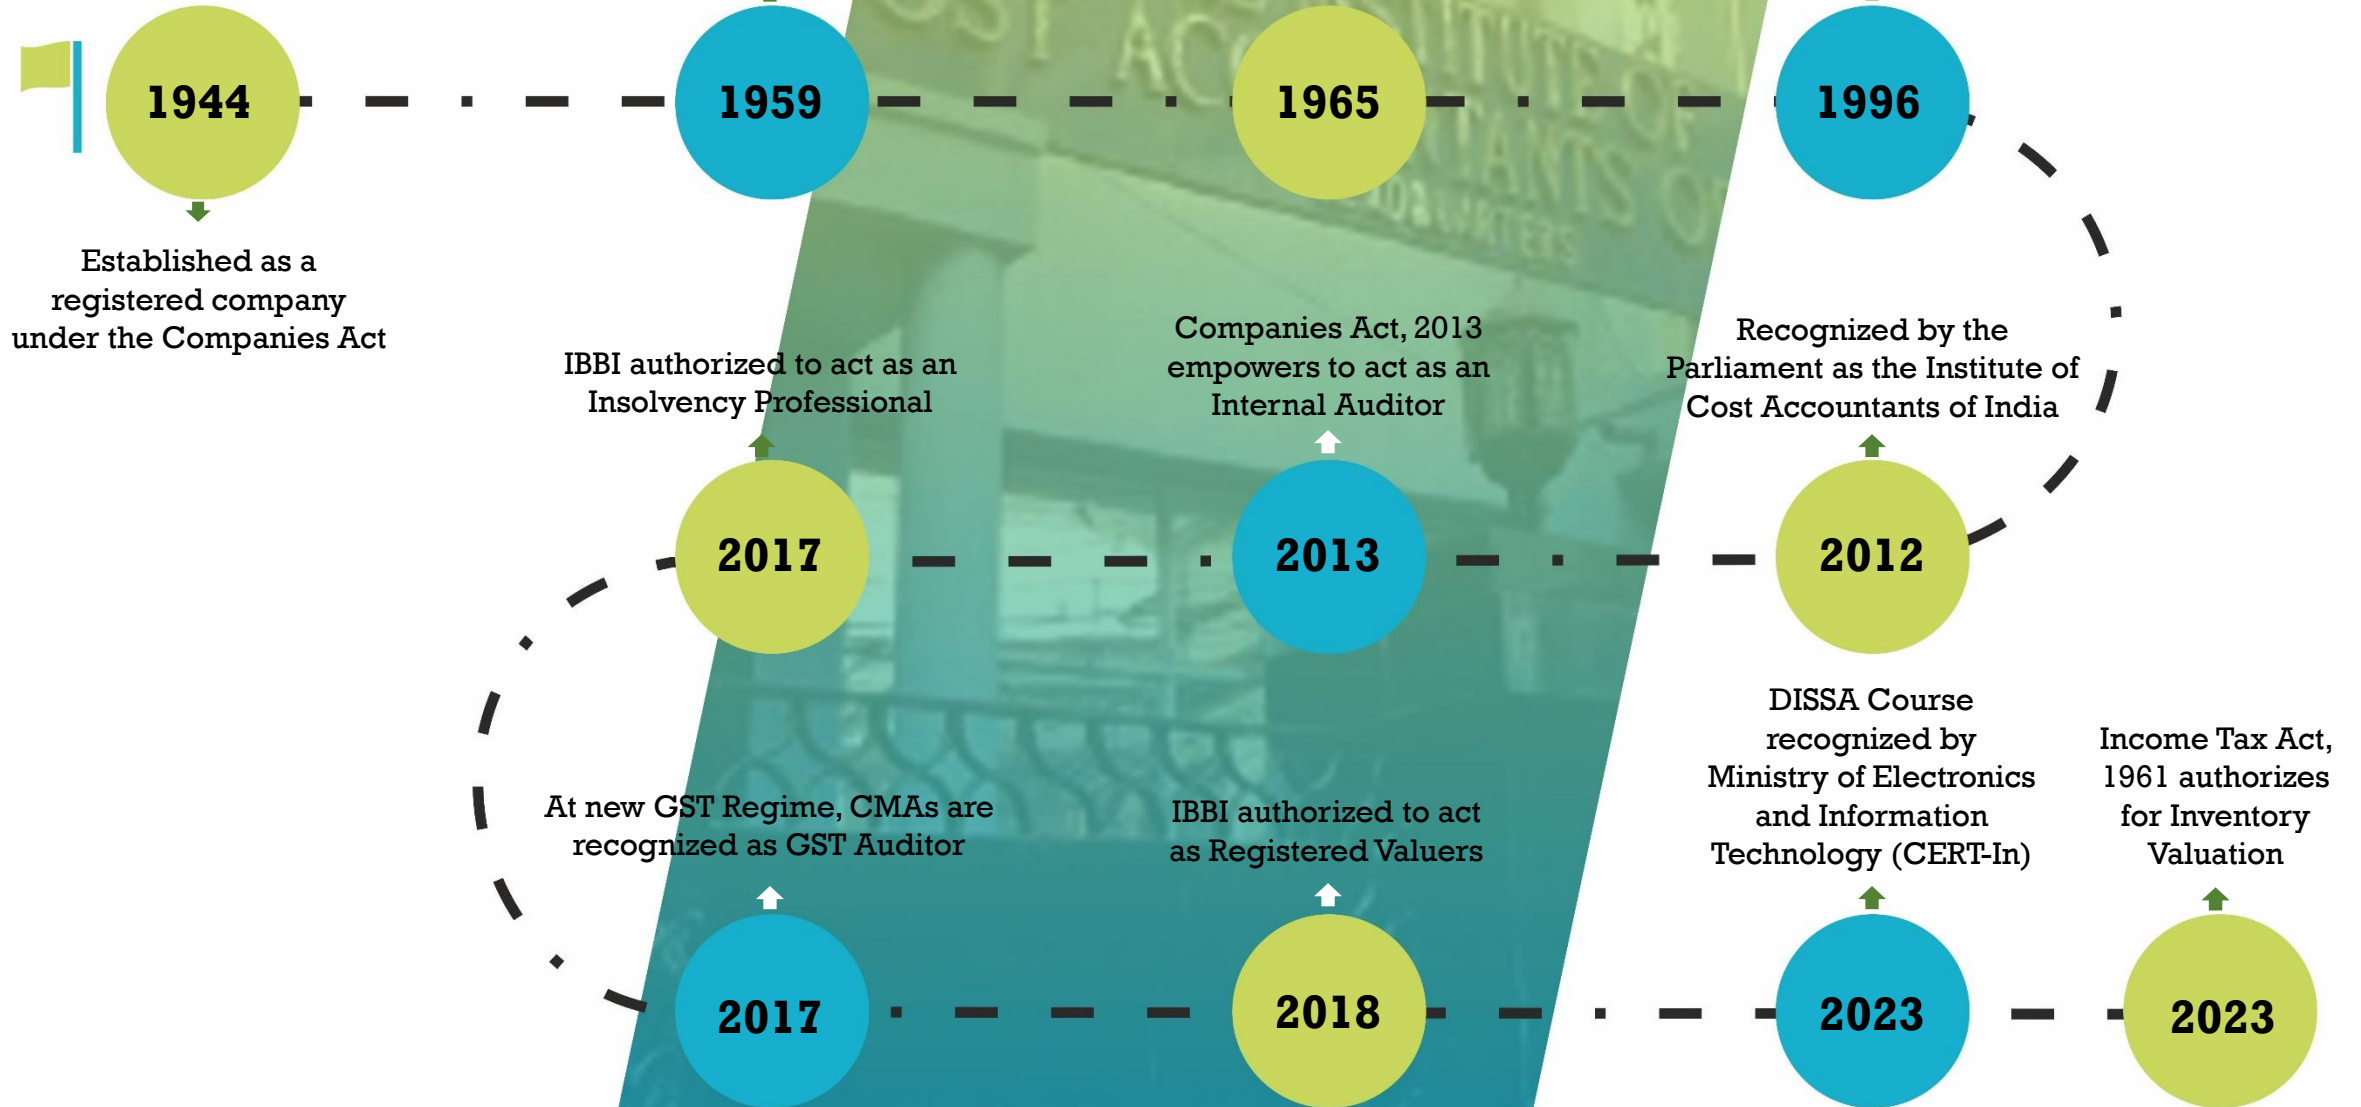 1944
1959
1965
1996
Established as a
registered company
under the Companies Act
IBBI authorized to act as an
Insolvency Professional
Companies Act, 2013
empowers to act as an
Internal Auditor
Recognized by the
Parliament as the Institute of
Cost Accountants of India
2017
2013
2012
At new GST Regime, CMAs are
recognized as GST Auditor
IBBI authorized to act
as Registered Valuers
DISSA Course
recognized by
Ministry of Electronics
and Information
Technology (CERT-In)
Income Tax Act,
1961 authorizes
for Inventory
Valuation
2017
2018
2023
2023